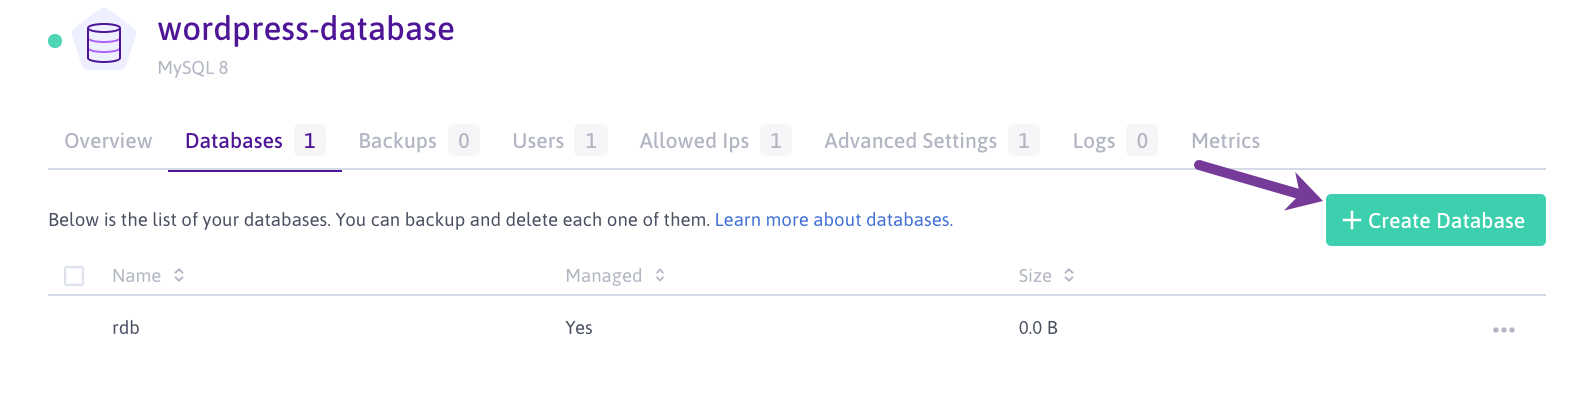 wordpress-database
MySQL 8
Overview Databases 1 Backups 0 Users 1 Allowed Ips 1 Advanced Settings 1 Logs 0 Metrics
Below is the list of your databases. You can backup and delete each one of them. Learn more about databases.
+ Create Database
Name Managed Size
rdb Yes 0.0 B